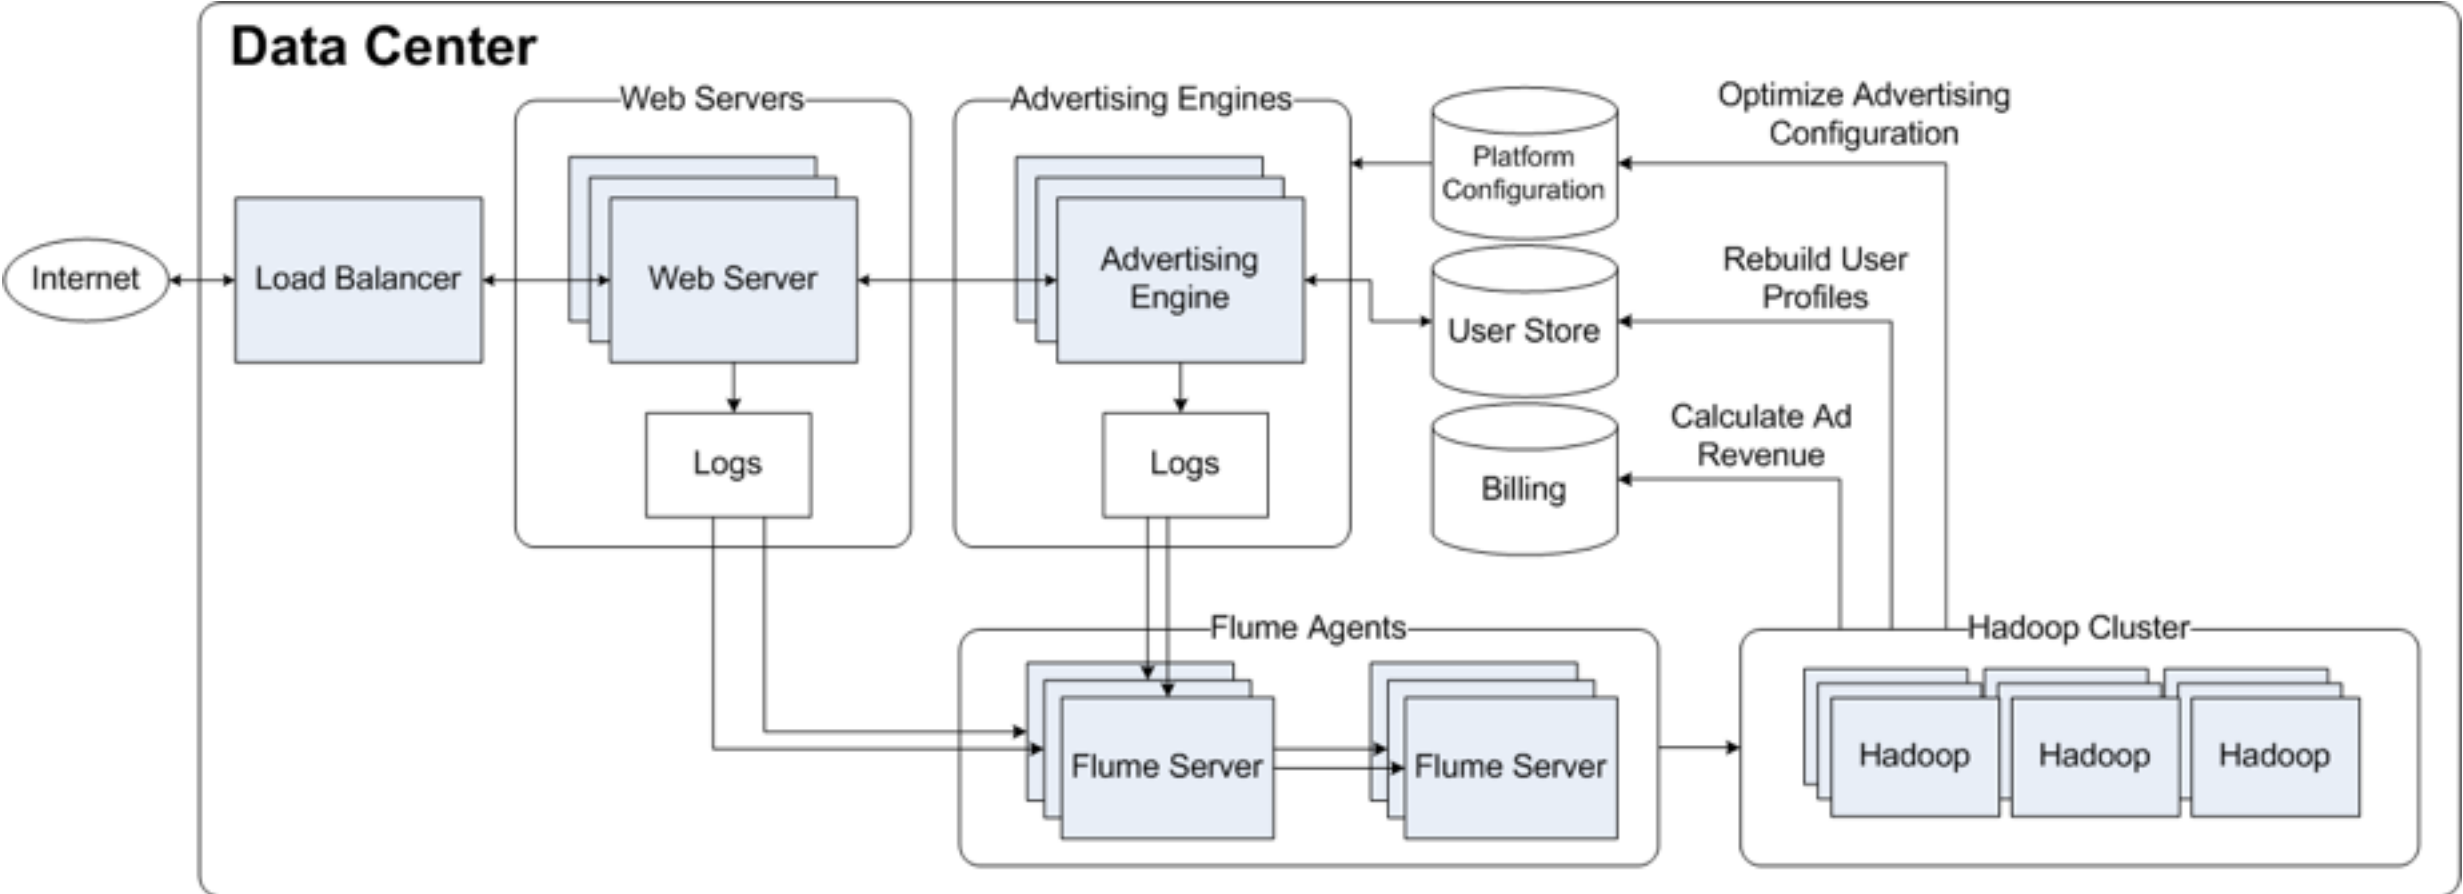 Data Center
Web Servers
Advertising Engines
Optimize Advertising
Configuration
Platform
Configuration
Internet
Load Balancer
Web Server
Advertising
Engine
Rebuild User
Profiles
User Store
Calculate Ad
Revenue
Logs
Logs
Billing
Flume Agents
Hadoop Cluster
Flume Server
Flume Server
Hadoop
Hadoop
Hadoop